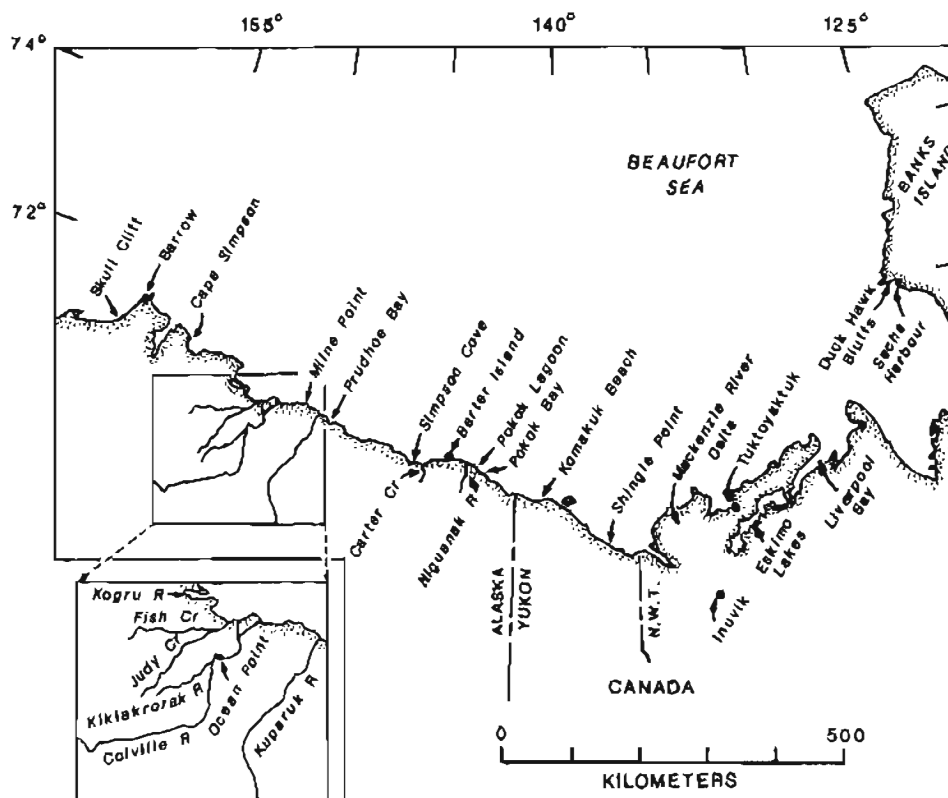 155° 140° 125°
74°
72°
BEAUFORT
SEA
BANKS
ISLAND
Skull Cliff
Barrow
Cape Simpson
Milne Point
Prudhoe Bay
Simpson Cove
Barter Island
Pokok Lagoon
Pokok Bay
Komakuk Beach
Shingle Point
Mackenzie River
Delta
Tuktoyaktuk
Duck Hawk
Bluffs
Sachs
Harbour
Carter Cr
Niguanak R
Eskimo
Lakes
Liverpool
Bay
Inuvik
ALASKA
YUKON
N.W.T.
CANADA
Kogru R
Fish Cr
Judy Cr
Kikiakrorak R
Colville R
Ocean Point
Kuparuk R
0 500
KILOMETERS